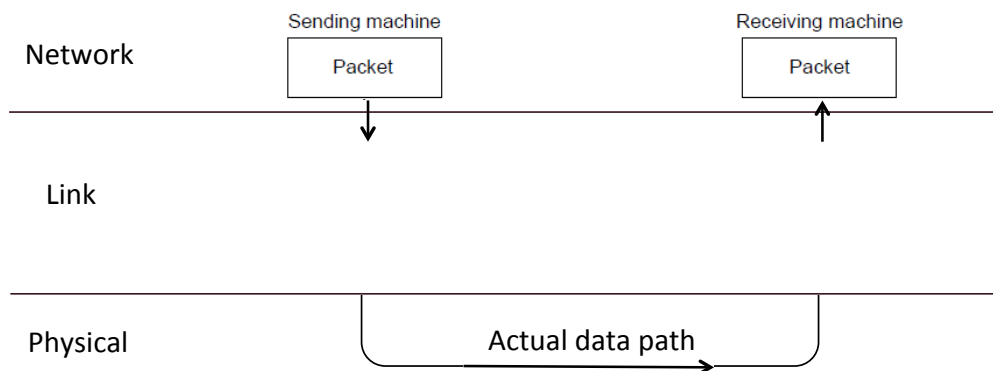 Sending machine
Receiving machine
Network
Packet
Packet
Link
Physical
Actual data path